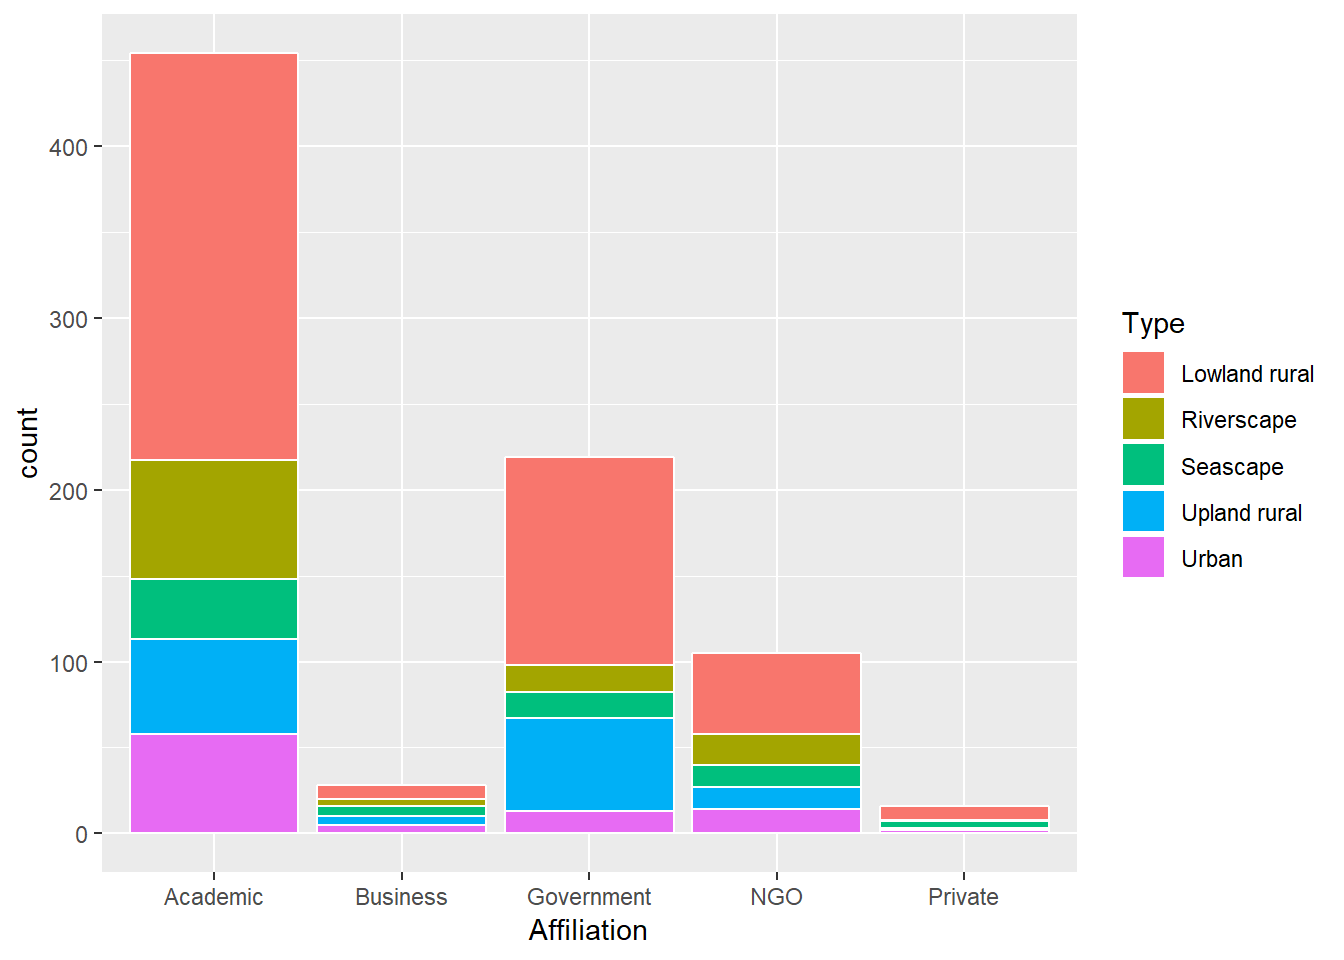 count
400
300
200
100
0
Academic
Business
Government
NGO
Private
Affiliation
Type
Lowland rural
Riverscape
Seascape
Upland rural
Urban